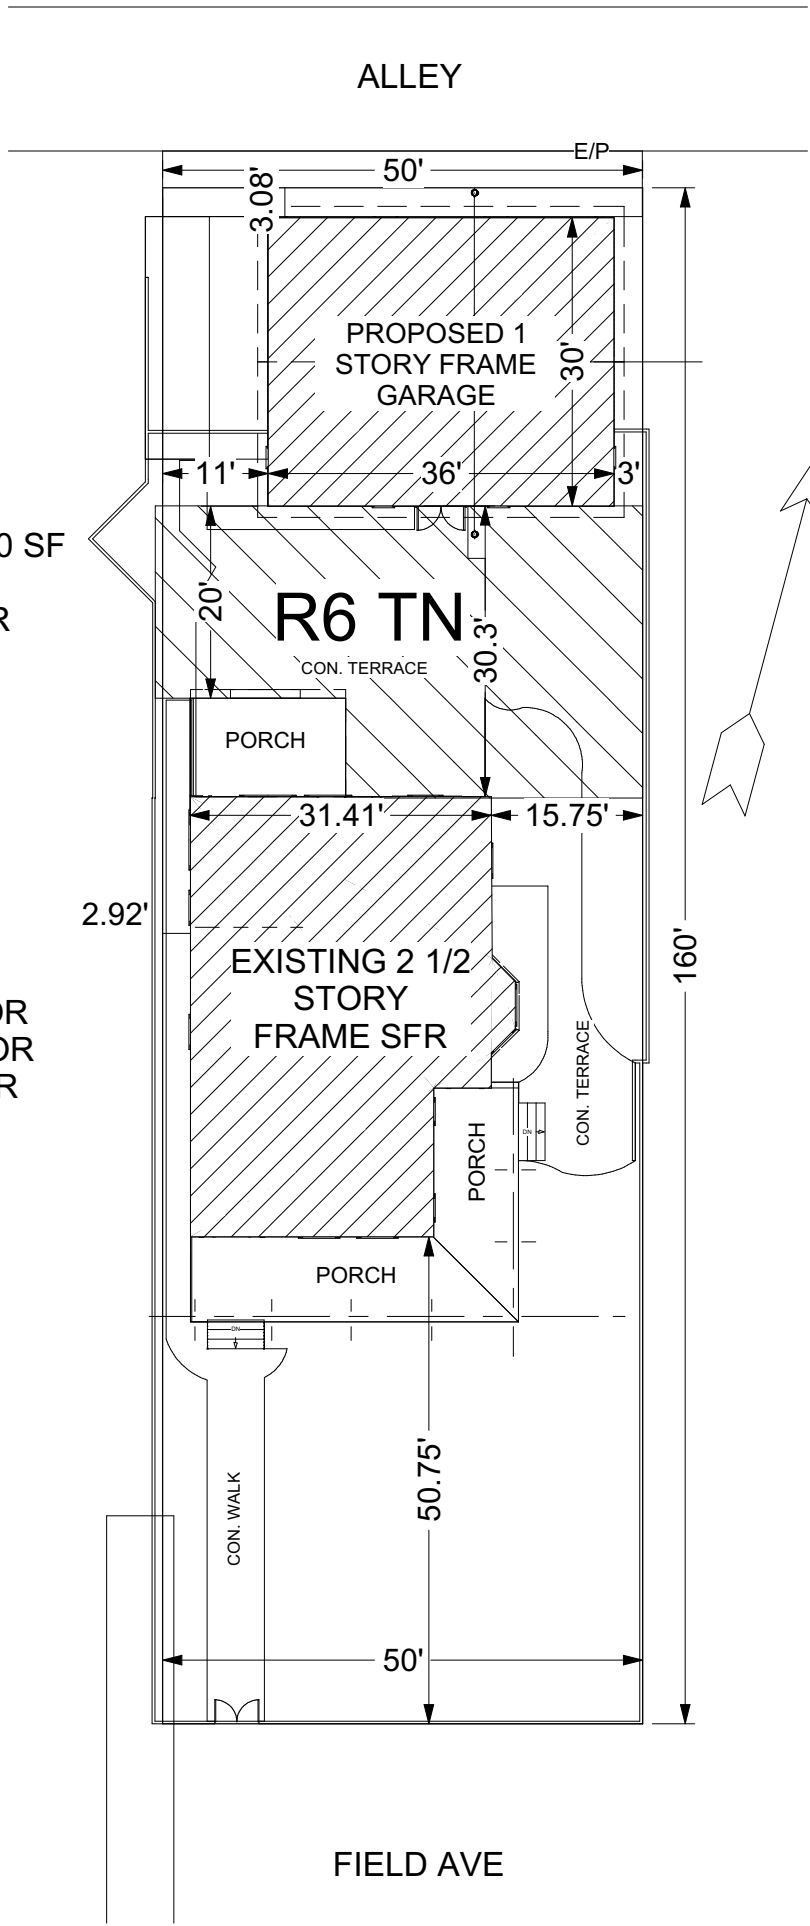 ALLEY
E/P
50'
3.08'
PROPOSED 1
STORY FRAME
GARAGE
30'
11'
36'
3'
0 SF
R
20'
R6 TN
30.3'
CON. TERRACE
PORCH
31.41'
15.75'
2.92'
EXISTING 2 1/2
STORY
FRAME SFR
160'
OR
OR
R
CON. TERRACE
PORCH
DN
PORCH
DN
50.75'
CON. WALK
50'
FIELD AVE